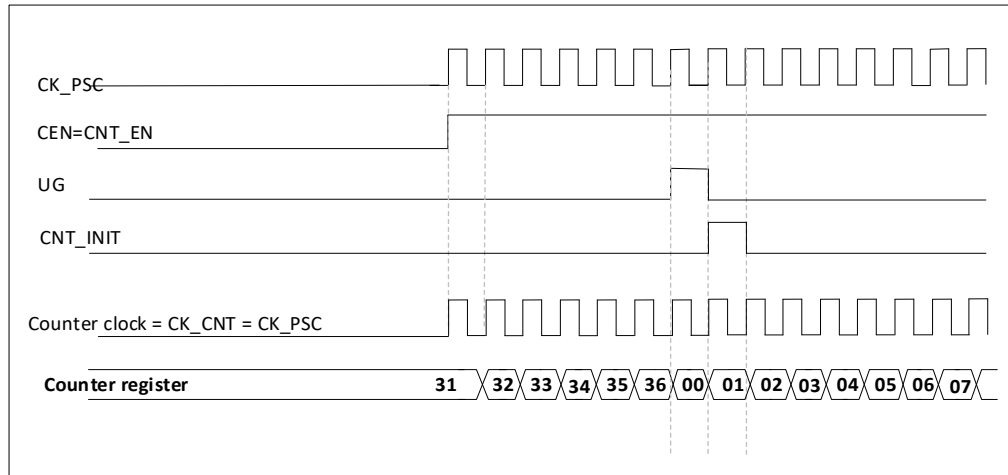 CK_PSC
CEN=CNT_EN
UG
CNT_INIT
Counter clock = CK_CNT = CK_PSC
Counter register 31 32 33 34 35 36 00 01 02 03 04 05 06 07